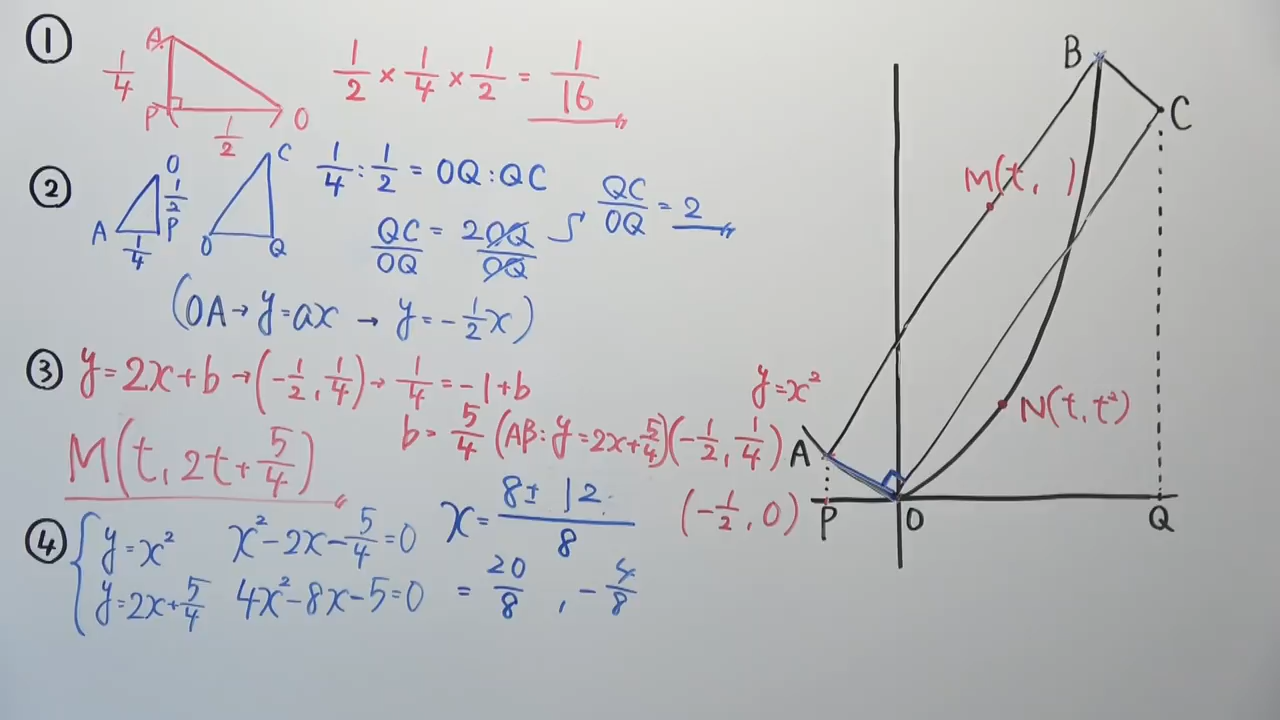 ①
A
1/4
P
1/2
O
1/2 × 1/4 × 1/2 = 1/16
②
O
1/2
A
P
1/4
C
O
Q
1/4 : 1/2 = OQ : QC
QC/OQ = 2OQ/OQ
QC/OQ = 2
(OA → y = ax → y = -1/2x)
③ y = 2x + b → (-1/2, 1/4) → 1/4 = -1 + b
b = 5/4 (AB : y = 2x + 5/4)
M(t, 2t + 5/4)
④ { y = x²
y = 2x + 5/4
x² - 2x - 5/4 = 0
4x² - 8x - 5 = 0
x = 8 ± 12/8
= 20/8, -4/8
B
C
M(t, )
y = x²
N(t, t²)
(-1/2, 1/4) A
(-1/2, 0) P
O
Q